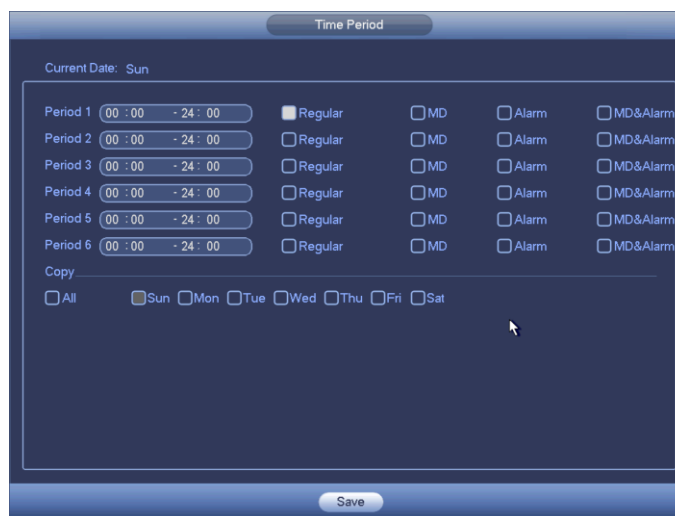 Time Period
Current Date: Sun
Period 1 00 : 00 - 24 : 00 Regular MD Alarm MD&Alarm
Period 2 00 : 00 - 24 : 00 Regular MD Alarm MD&Alarm
Period 3 00 : 00 - 24 : 00 Regular MD Alarm MD&Alarm
Period 4 00 : 00 - 24 : 00 Regular MD Alarm MD&Alarm
Period 5 00 : 00 - 24 : 00 Regular MD Alarm MD&Alarm
Period 6 00 : 00 - 24 : 00 Regular MD Alarm MD&Alarm
Copy
All Sun Mon Tue Wed Thu Fri Sat
Save